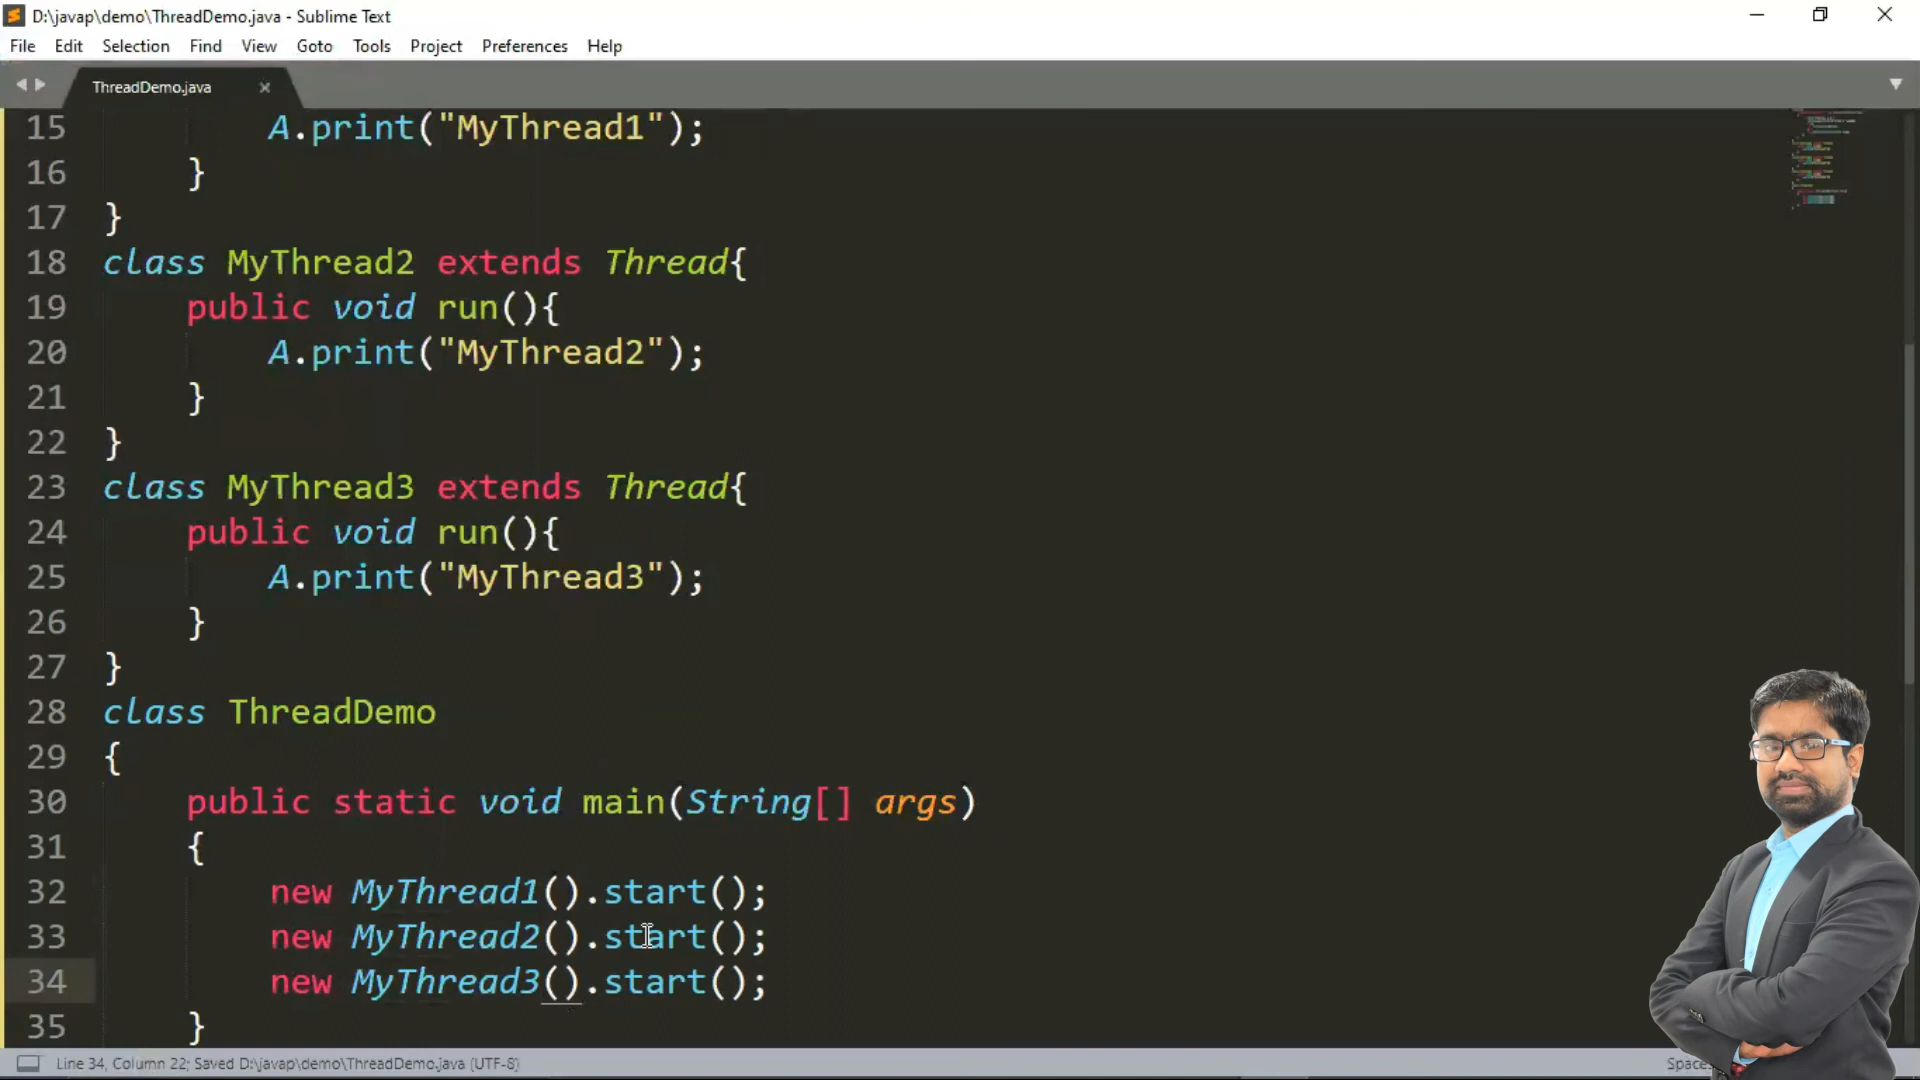 D:\javap\demo\ThreadDemo.java - Sublime Text
File Edit Selection Find View Goto Tools Project Preferences Help
ThreadDemo.java
15 A.print("MyThread1");
16 }
17 }
18 class MyThread2 extends Thread{
19 public void run(){
20 A.print("MyThread2");
21 }
22 }
23 class MyThread3 extends Thread{
24 public void run(){
25 A.print("MyThread3");
26 }
27 }
28 class ThreadDemo
29 {
30 public static void main(String[] args)
31 {
32 new MyThread1().start();
33 new MyThread2().start();
34 new MyThread3().start();
35 }
Line 34, Column 22; Saved D:\javap\demo\ThreadDemo.java (UTF-8)